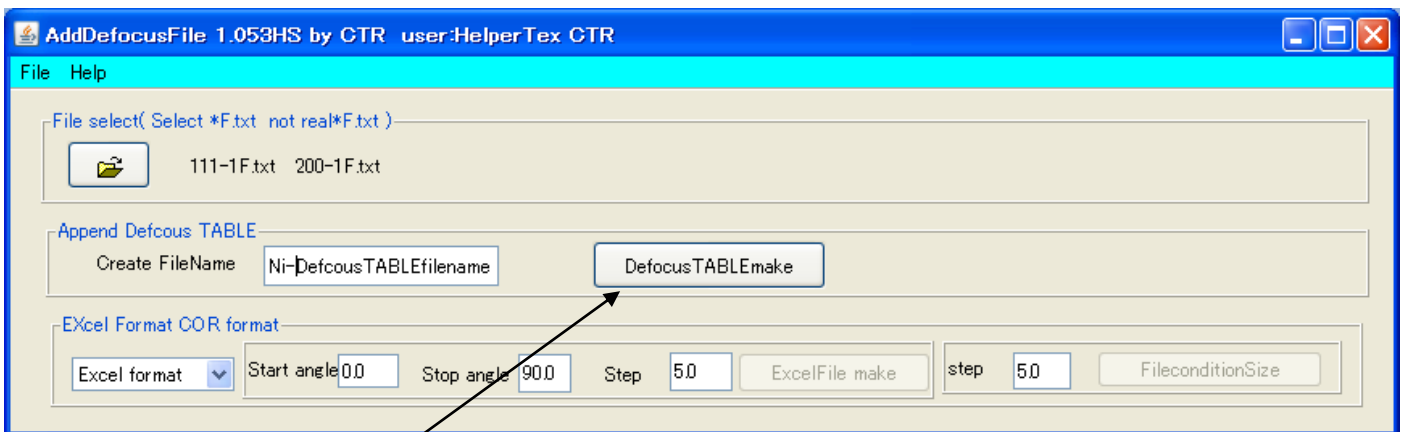 AddDefocusFile 1.053HS by CTR user:HelperTex CTR
File Help
File select( Select *F.txt not real*F.txt )
111-1F.txt 200-1F.txt
Append Defcous TABLE
Create FileName Ni-DefcousTABLEfilename DefocusTABLEmake
EXcel Format COR format
Excel format Start angle 0.0 Stop angle 90.0 Step 5.0 ExcelFile make step 5.0 FileconditionSize